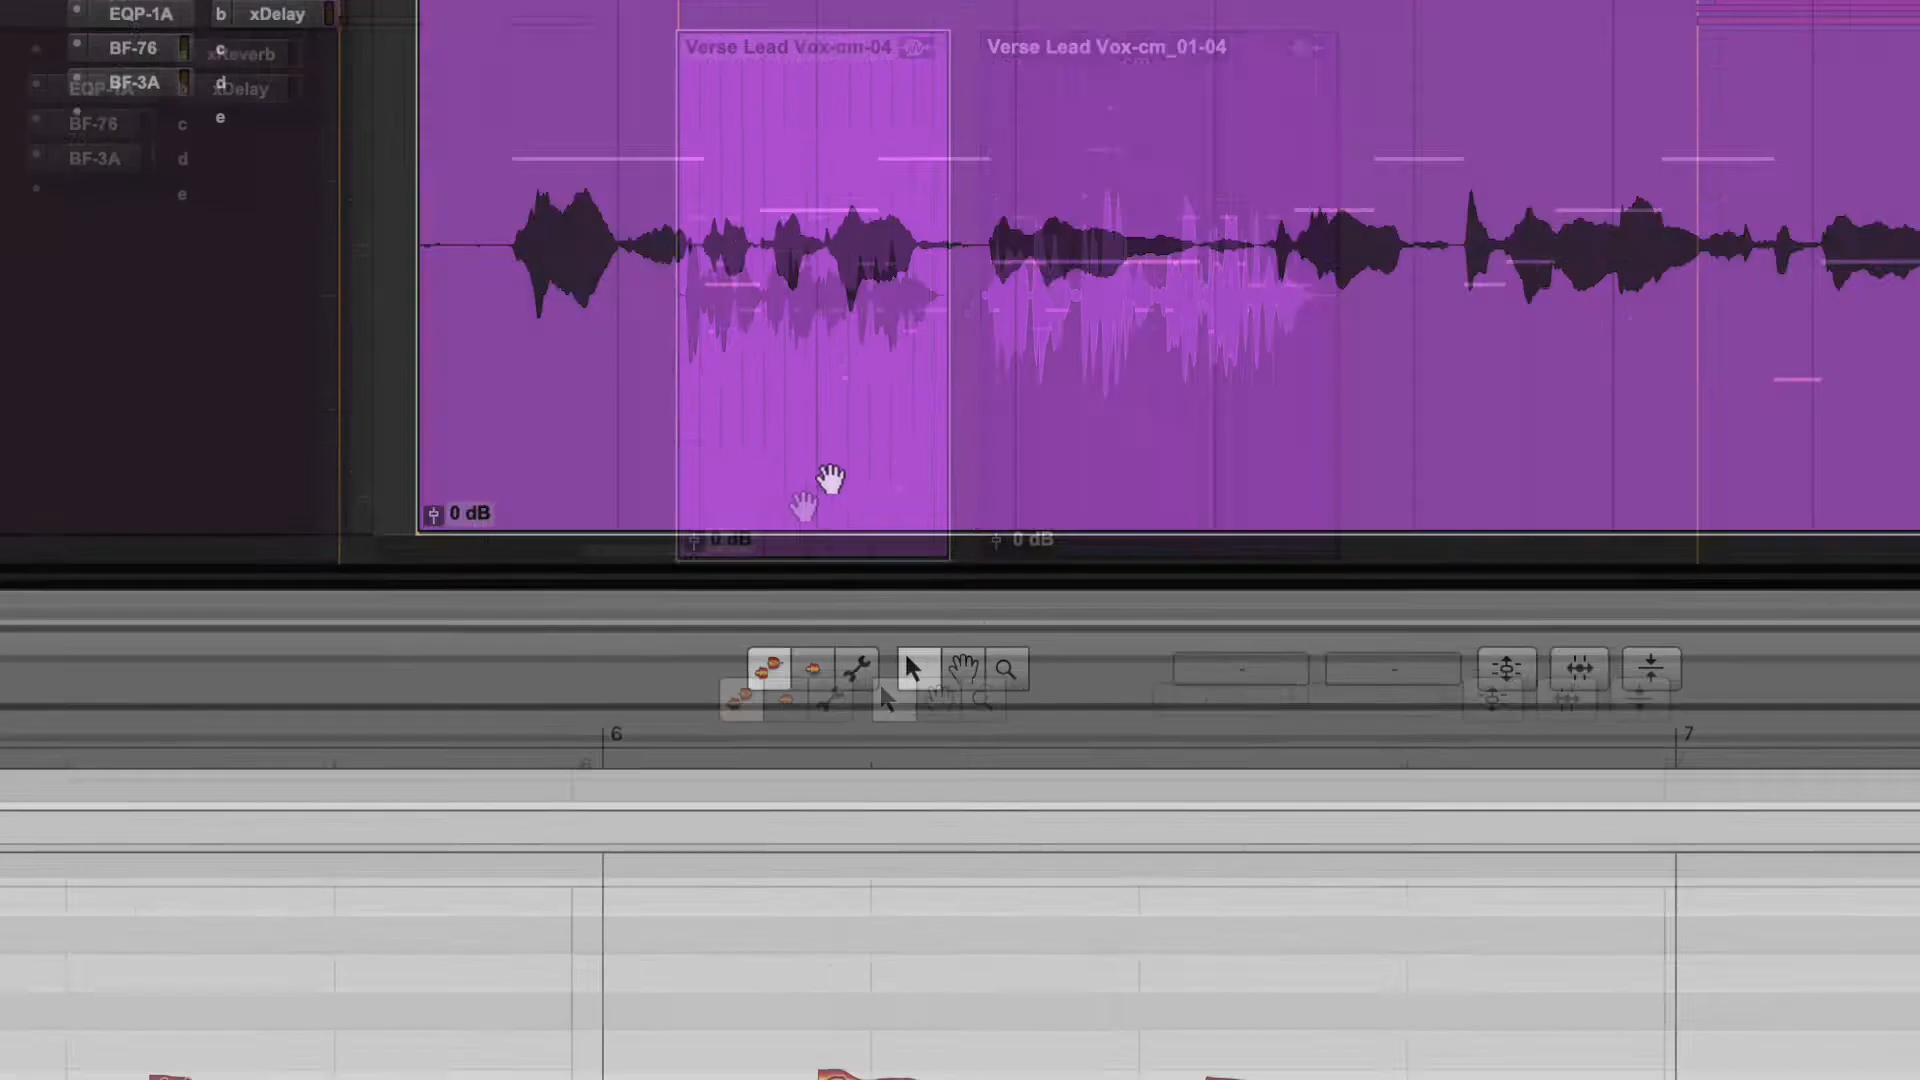 EQP-1A b xDelay
BF-76 c xReverb
BF-3A d
EQP-1A b xDelay
e
BF-76 c
BF-3A d
e
Verse Lead Vox-cm-04
Verse Lead Vox-cm_01-04
0 dB
0 dB
0 dB
6
7
6